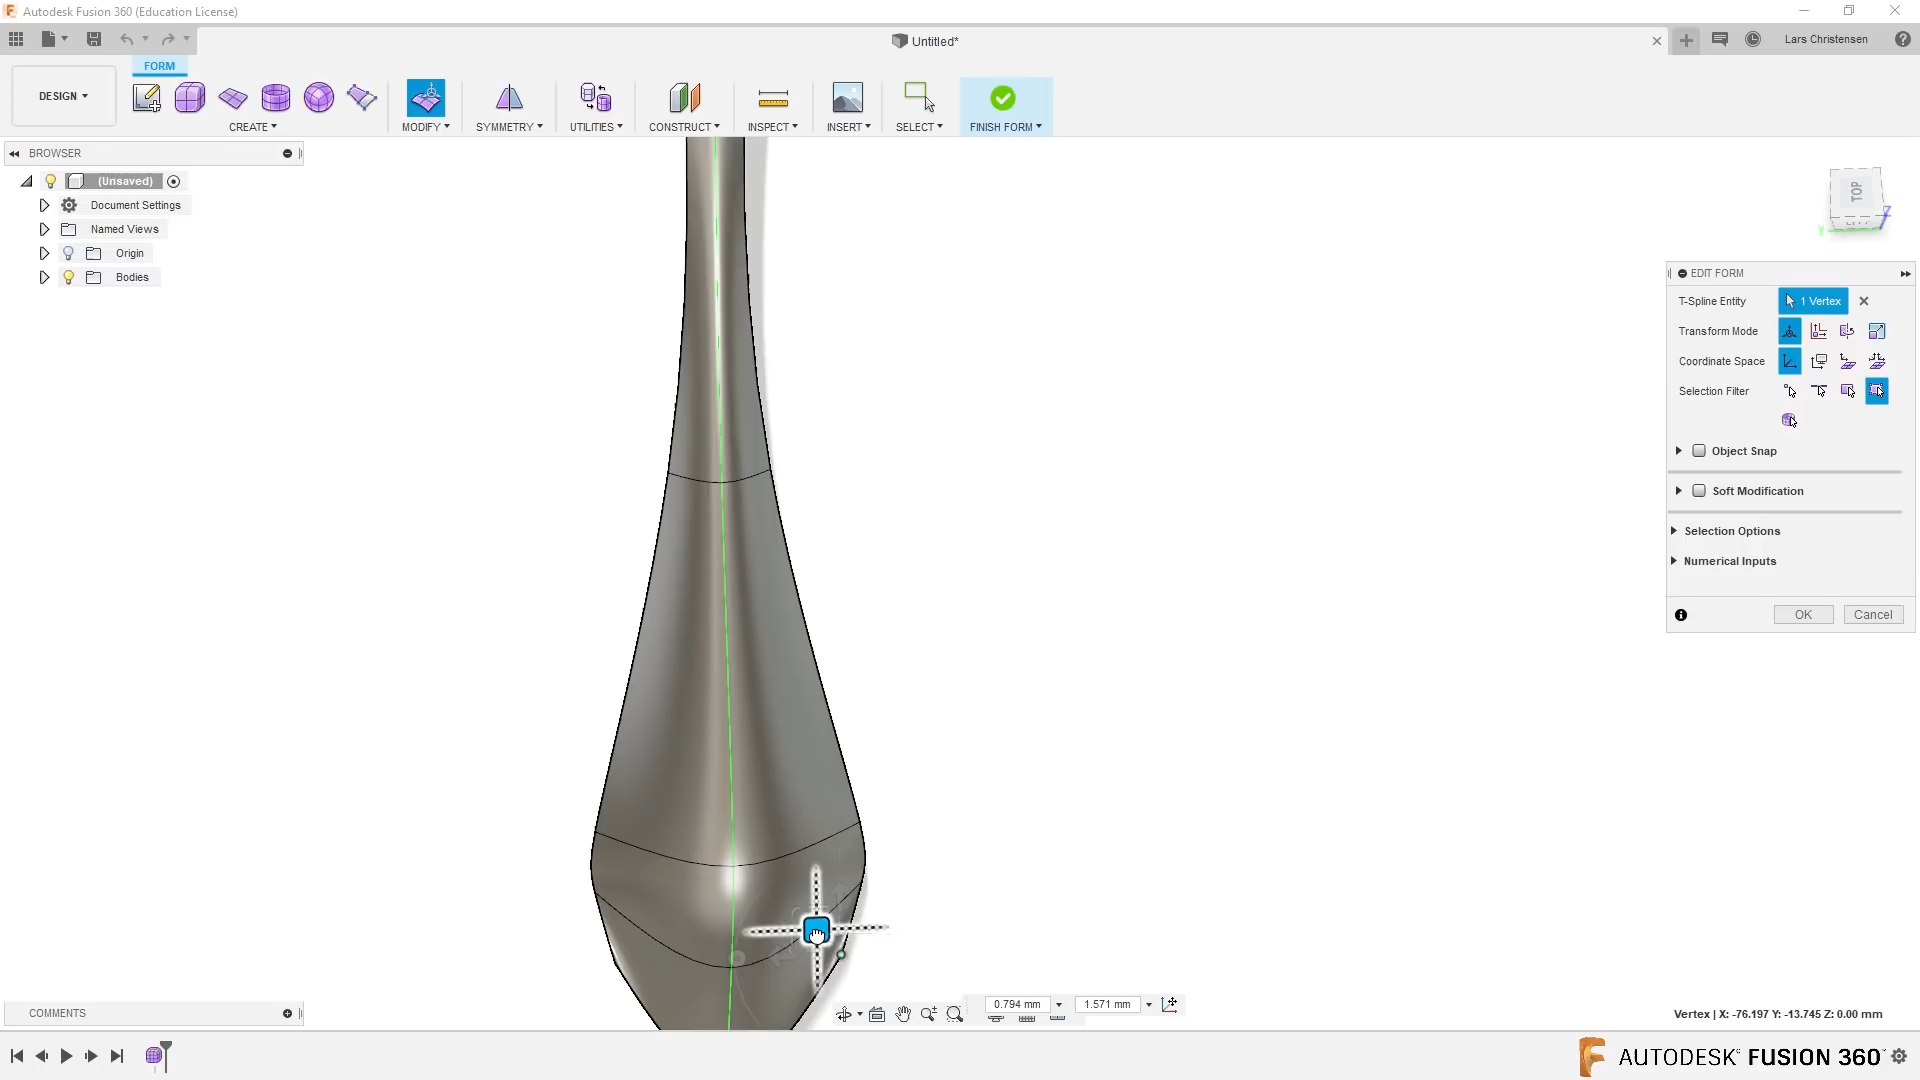 Autodesk Fusion 360 (Education License)
Untitled*
Lars Christensen
FORM
DESIGN
CREATE
MODIFY
SYMMETRY
UTILITIES
CONSTRUCT
INSPECT
INSERT
SELECT
FINISH FORM
BROWSER
(Unsaved)
Document Settings
Named Views
Origin
Bodies
TOP
Z
Y
EDIT FORM
T-Spline Entity
1 Vertex
Transform Mode
Coordinate Space
Selection Filter
Object Snap
Soft Modification
Selection Options
Numerical Inputs
OK
Cancel
COMMENTS
0.794 mm
1.571 mm
Vertex | X: -76.197 Y: -13.745 Z: 0.00 mm
AUTODESK FUSION 360